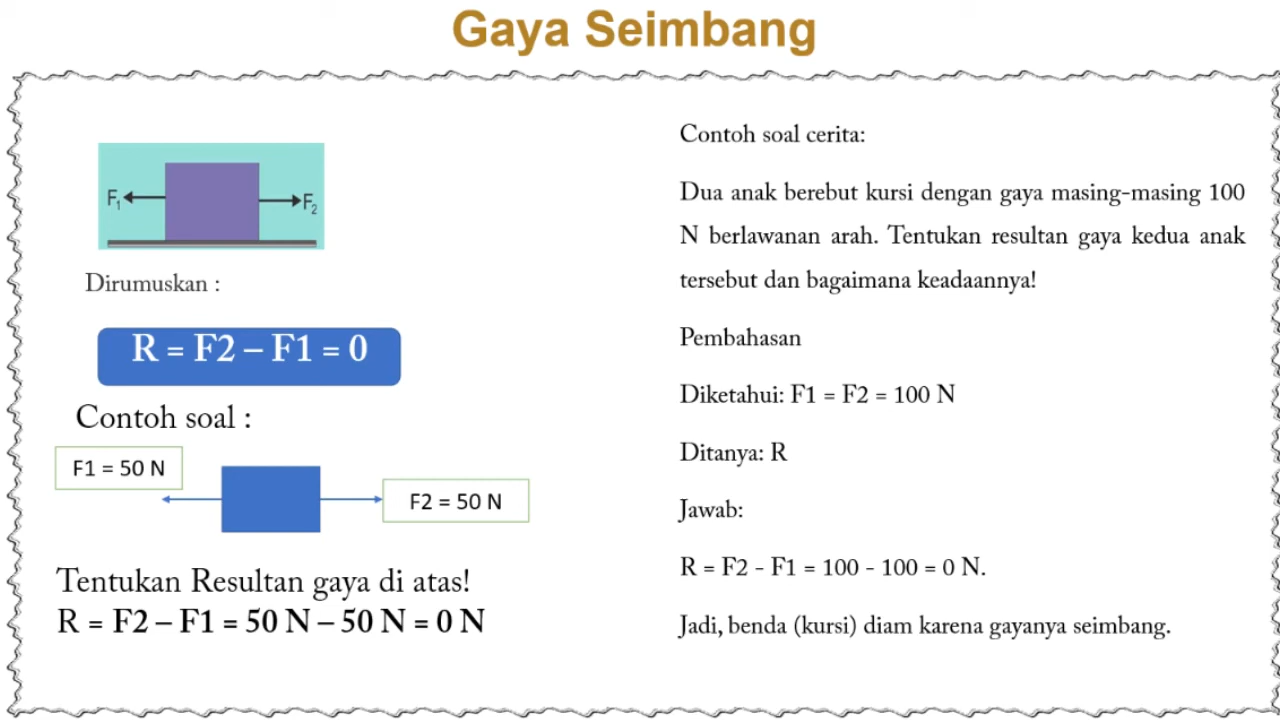 Gaya Seimbang
F₁
F₂
Dirumuskan :
R = F2 – F1 = 0
Contoh soal :
F1 = 50 N
F2 = 50 N
Tentukan Resultan gaya di atas!
R = F2 – F1 = 50 N – 50 N = 0 N
Contoh soal cerita:
Dua anak berebut kursi dengan gaya masing-masing 100
N berlawanan arah. Tentukan resultan gaya kedua anak
tersebut dan bagaimana keadaannya!
Pembahasan
Diketahui: F1 = F2 = 100 N
Ditanya: R
Jawab:
R = F2 - F1 = 100 - 100 = 0 N.
Jadi, benda (kursi) diam karena gayanya seimbang.